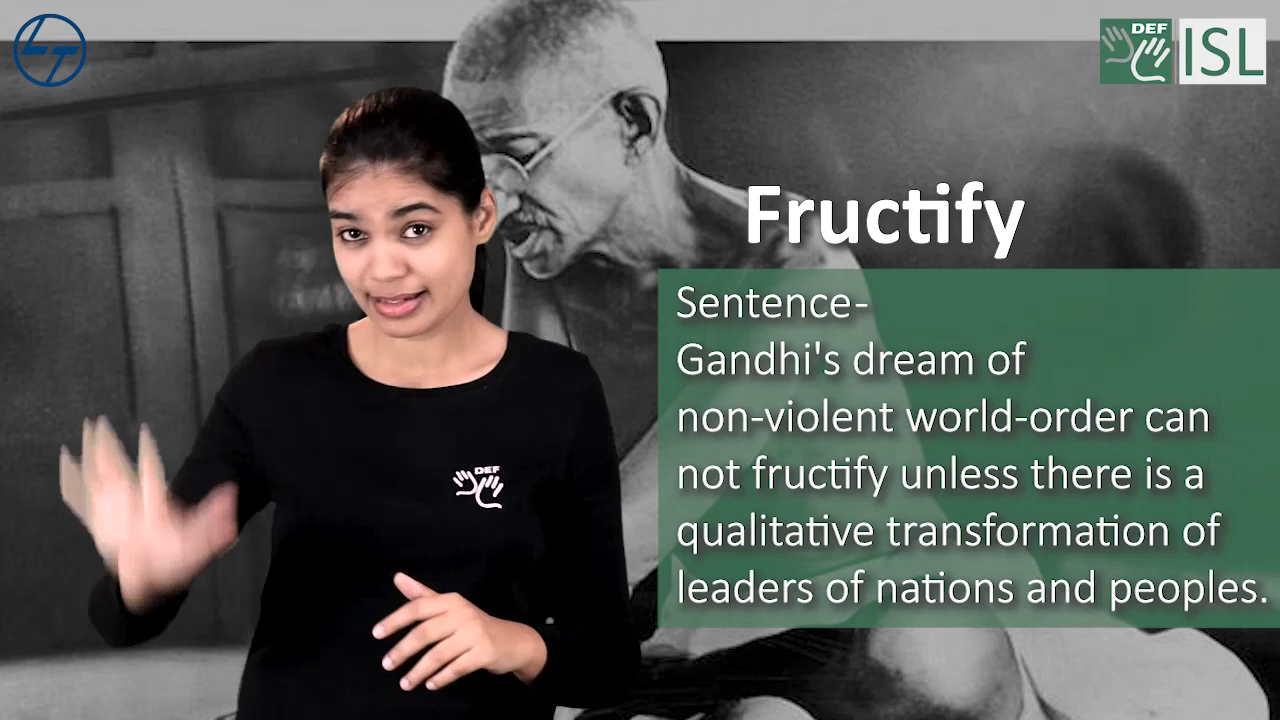 LT
DEF
ISL
Fructify
Sentence-
Gandhi's dream of
non-violent world-order can
not fructify unless there is a
qualitative transformation of
leaders of nations and peoples.
DEF